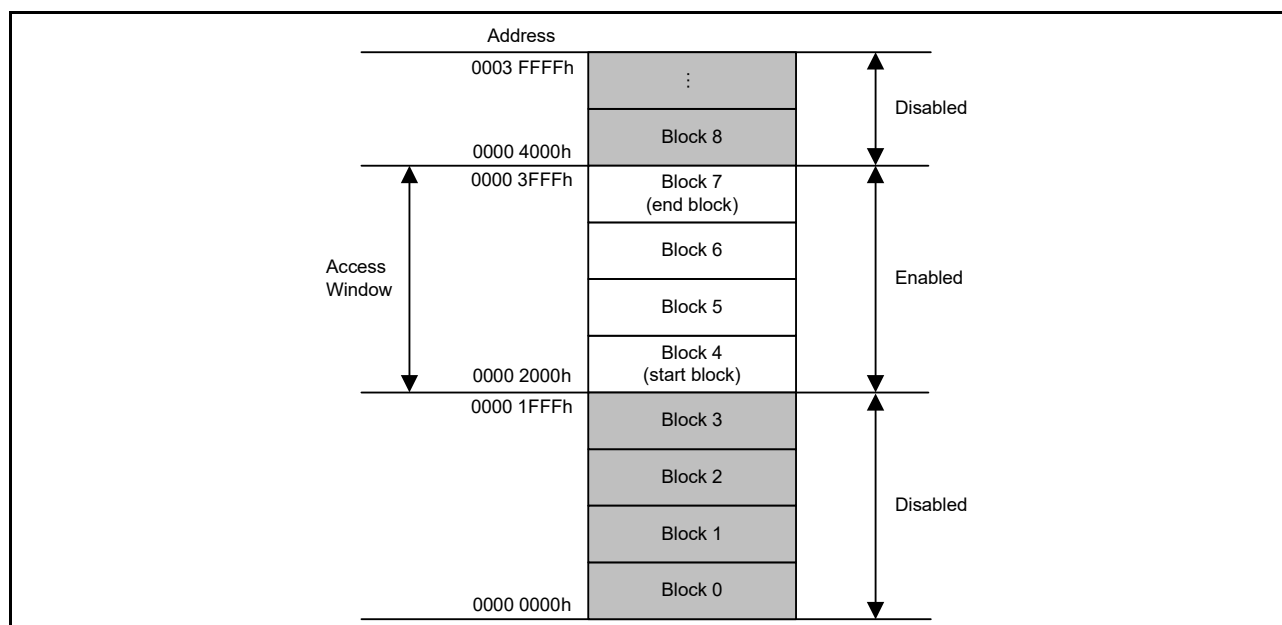 Address
0003 FFFFh
⋮
Disabled
Block 8
0000 4000h
0000 3FFFh
Block 7
(end block)
Block 6
Access
Window
Enabled
Block 5
Block 4
(start block)
0000 2000h
0000 1FFFh
Block 3
Block 2
Disabled
Block 1
Block 0
0000 0000h